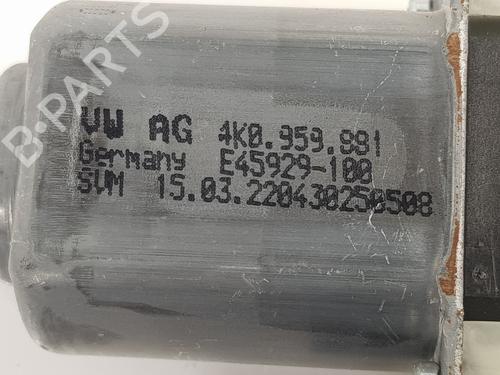 B-PARTS
VW AG 4K0.959.881
Germany E45929-100
SWM 15.03.220430250508